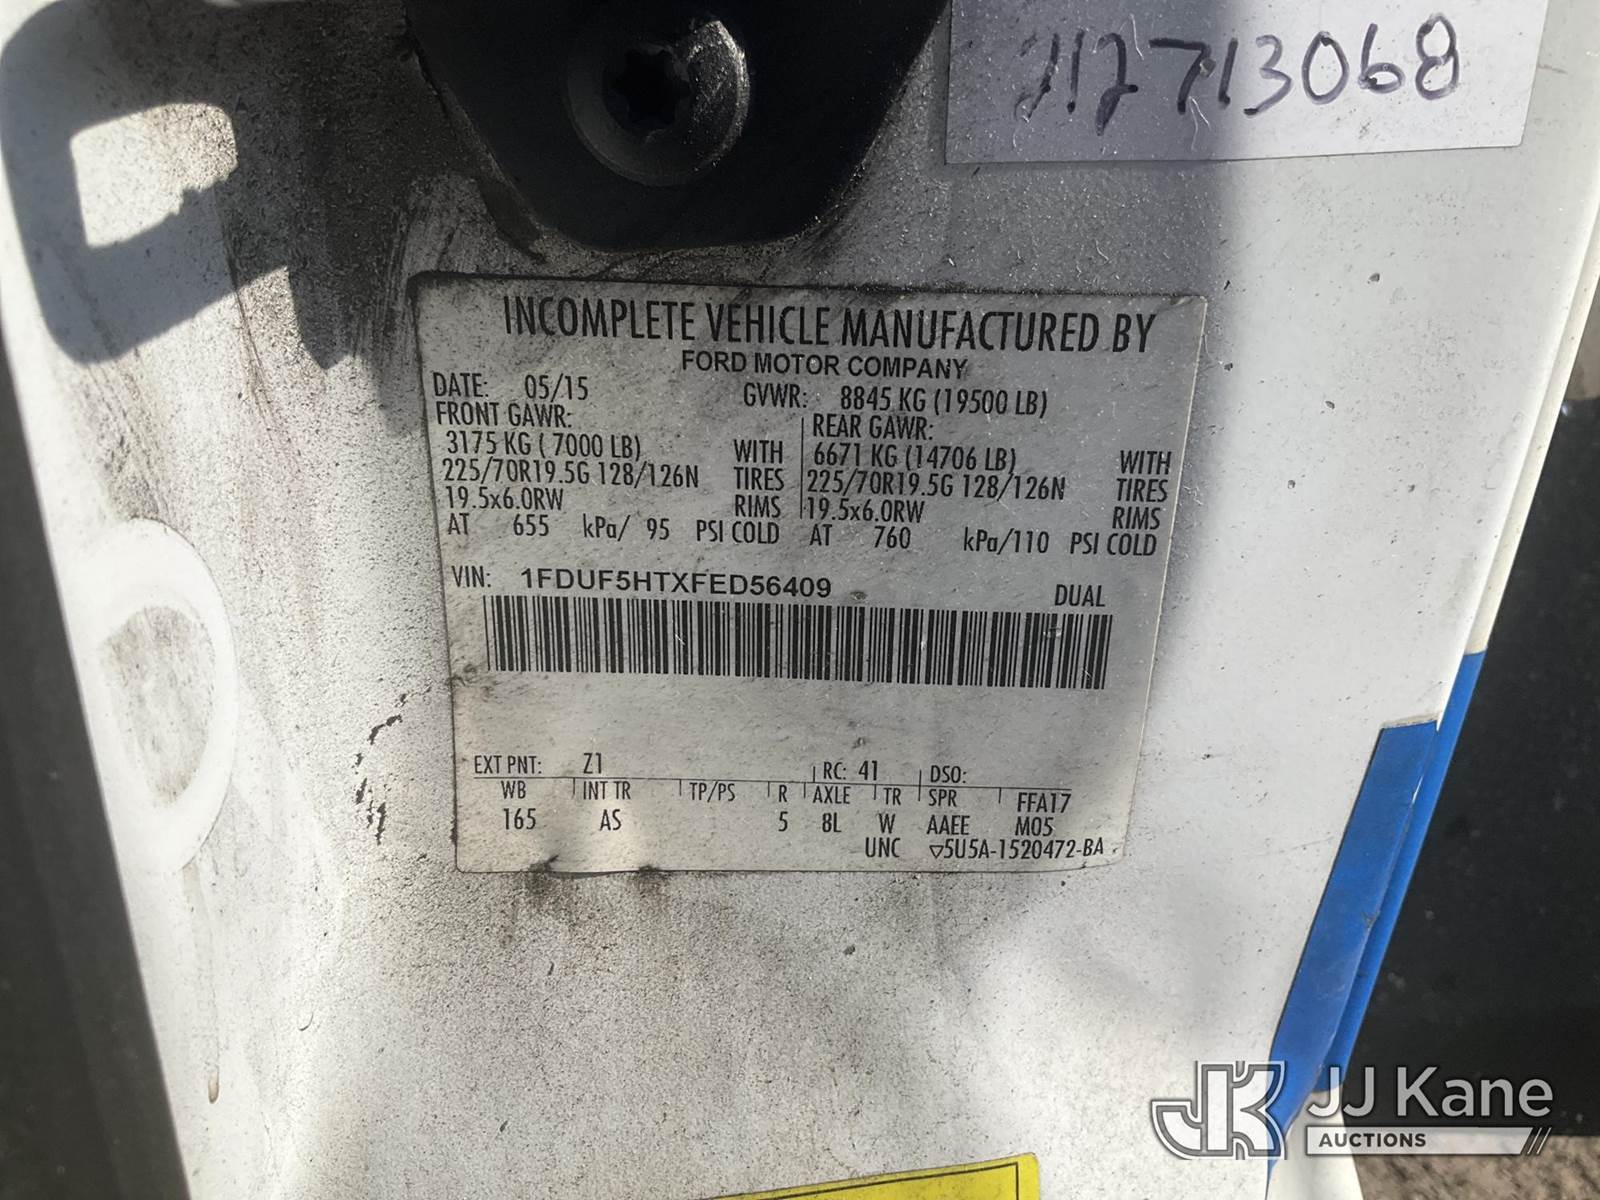 212713068
INCOMPLETE VEHICLE MANUFACTURED BY
FORD MOTOR COMPANY
DATE: 05/15 GVWR: 8845 KG (19500 LB)
FRONT GAWR: REAR GAWR:
3175 KG ( 7000 LB) WITH 6671 KG (14706 LB) WITH
225/70R19.5G 128/126N TIRES 225/70R19.5G 128/126N TIRES
19.5x6.0RW RIMS 19.5x6.0RW RIMS
AT 655 kPa/ 95 PSI COLD AT 760 kPa/110 PSI COLD
VIN: 1FDUF5HTXFED56409 DUAL
EXT PNT: Z1 RC: 41 DSO:
WB INT TR TP/PS R AXLE TR SPR FFA17
165 AS 5 8L W AAEE M05
UNC ▽5U5A-1520472-BA
JJ Kane
AUCTIONS